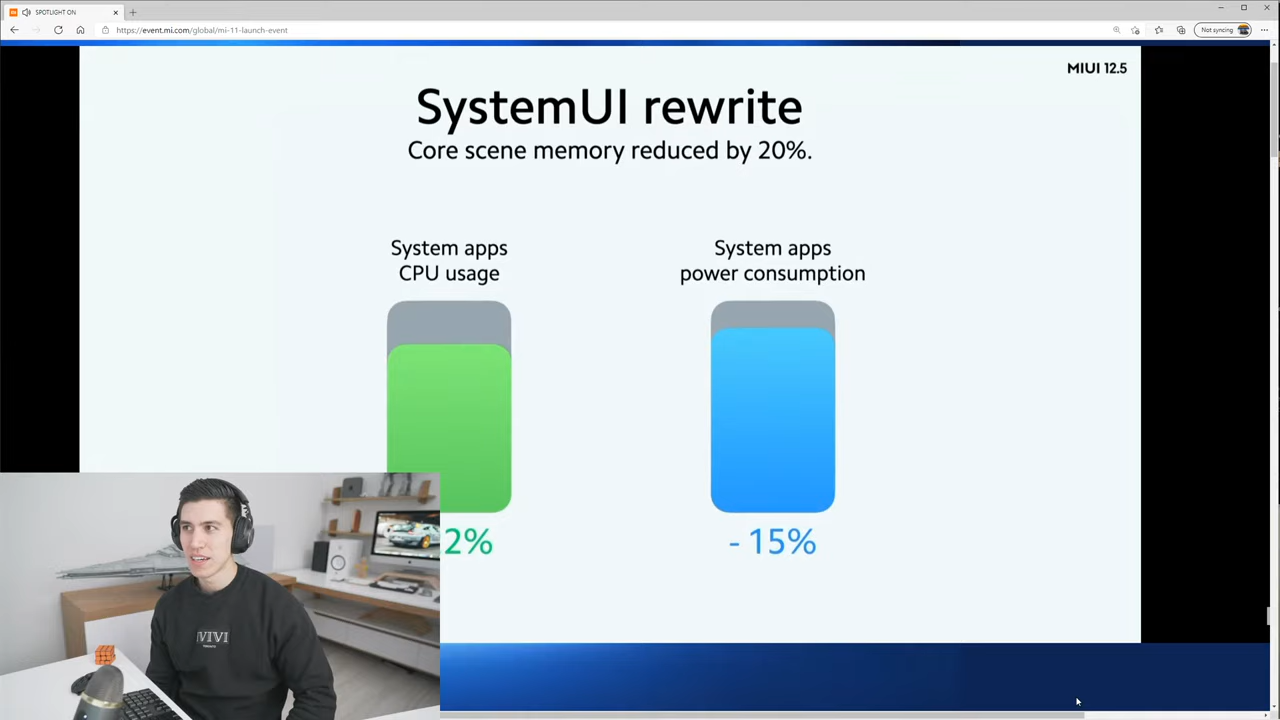 SPOTLIGHT ON
https://event.mi.com/global/mi-11-launch-event
Not syncing
MIUI 12.5
SystemUI rewrite
Core scene memory reduced by 20%.
System apps
CPU usage
System apps
power consumption
2%
- 15%